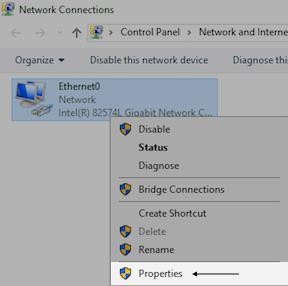 Network Connections
Control Panel > Network and Interne
Organize Disable this network device Diagnose this
Ethernet0
Network
Intel(R) 82574L Gigabit Network C...
Disable
Status
Diagnose
Bridge Connections
Create Shortcut
Delete
Rename
Properties